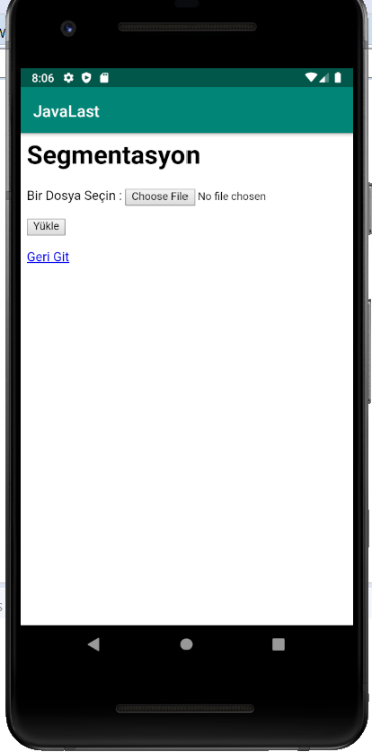 8:06
JavaLast
Segmentasyon
Bir Dosya Seçin : Choose File No file chosen
Yükle
Geri Git